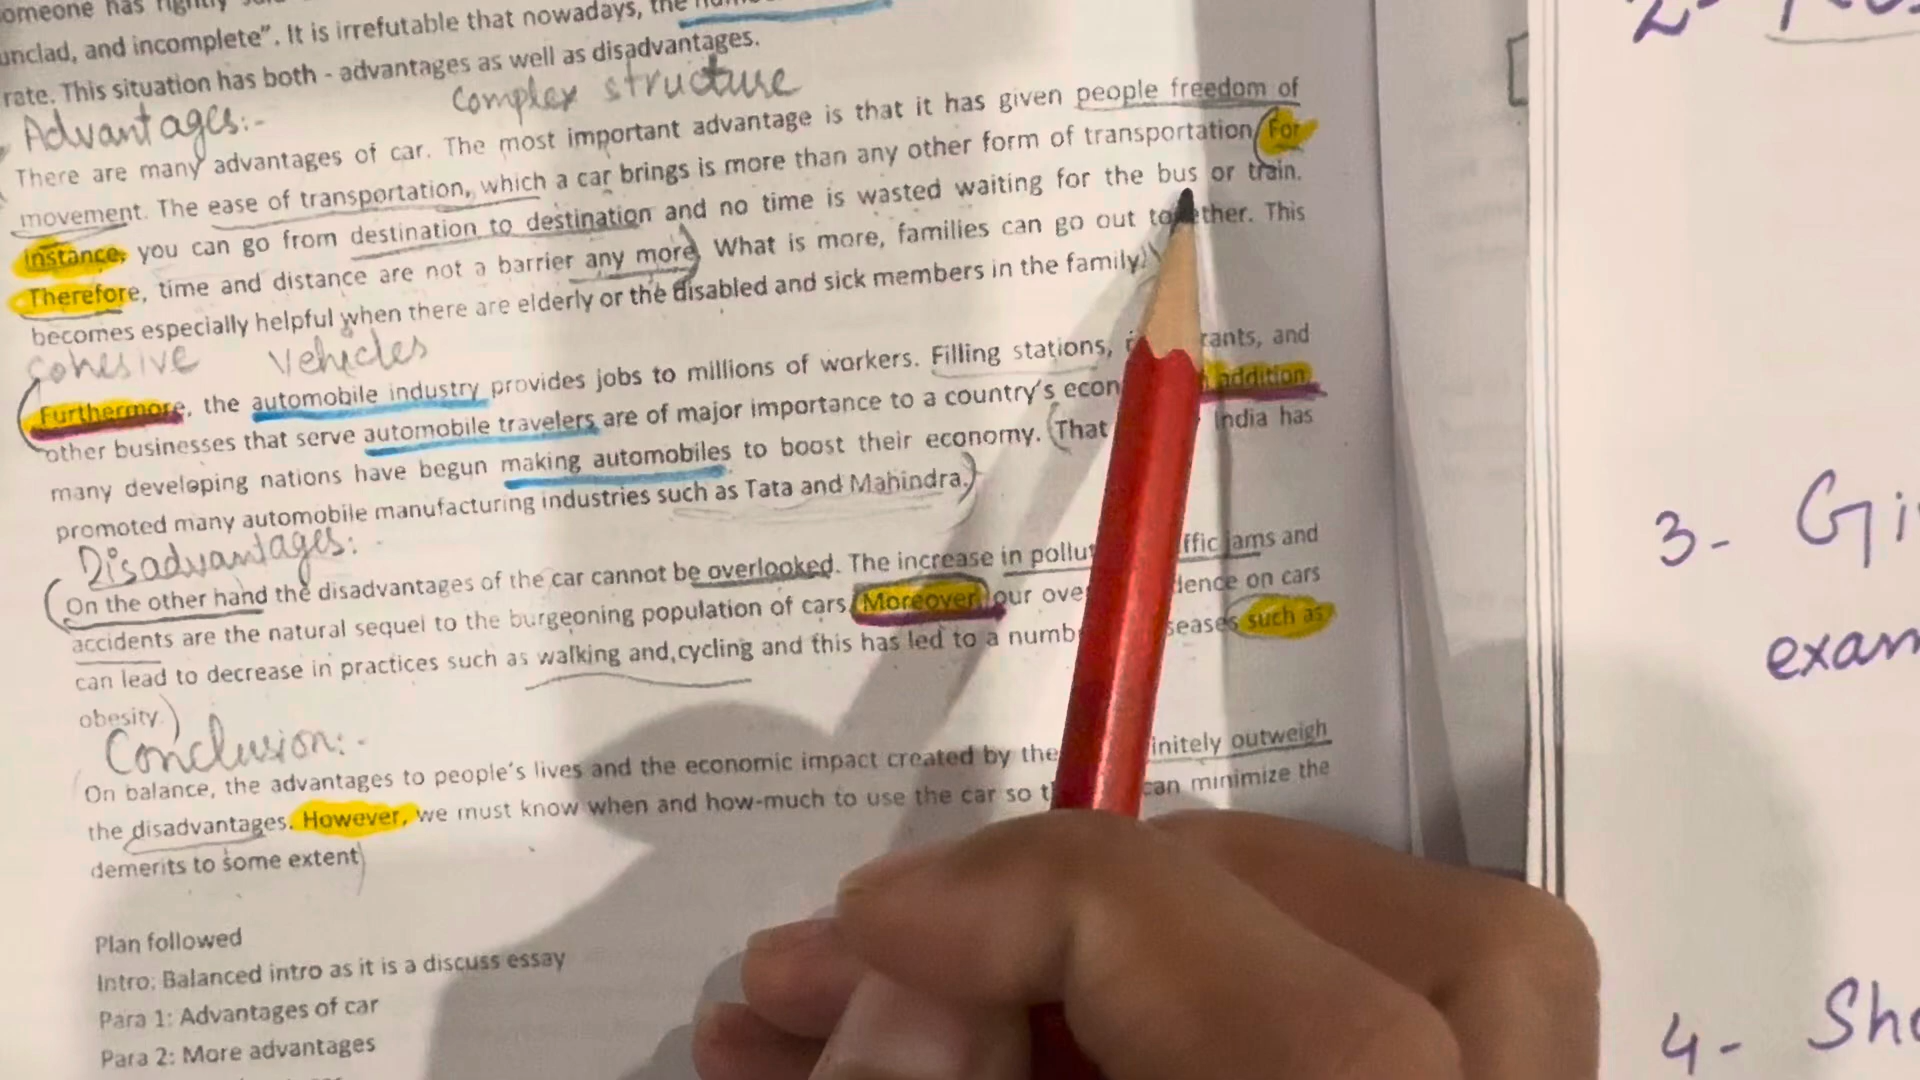 omeone has rightly
unclad, and incomplete”. It is irrefutable that nowadays, the
rate. This situation has both - advantages as well as disadvantages.
Complex structure
Advantages:-
There are many advantages of car. The most important advantage is that it has given people freedom of
movement. The ease of transportation, which a car brings is more than any other form of transportation For
instance, you can go from destination to destination and no time is wasted waiting for the bus or train.
Therefore, time and distance are not a barrier any more What is more, families can go out together. This
becomes especially helpful when there are elderly or the disabled and sick members in the family.
Cohesive Vehicles
Furthermore, the automobile industry provides jobs to millions of workers. Filling stations, rants, and
other businesses that serve automobile travelers are of major importance to a country's econ addition
many developing nations have begun making automobiles to boost their economy. That India has
promoted many automobile manufacturing industries such as Tata and Mahindra.
Disadvantages:
On the other hand the disadvantages of the car cannot be overlooked. The increase in pollut ffic jams and
accidents are the natural sequel to the burgeoning population of cars Moreover our ove dence on cars
can lead to decrease in practices such as walking and, cycling and this has led to a numb seases such as
obesity.
Conclusion:-
On balance, the advantages to people's lives and the economic impact created by the initely outweigh
the disadvantages. However, we must know when and how-much to use the car so t can minimize the
demerits to some extent
Plan followed
Intro: Balanced intro as it is a discuss essay
Para 1: Advantages of car
Para 2: More advantages
2-
3- Gi
exam
4- Sho